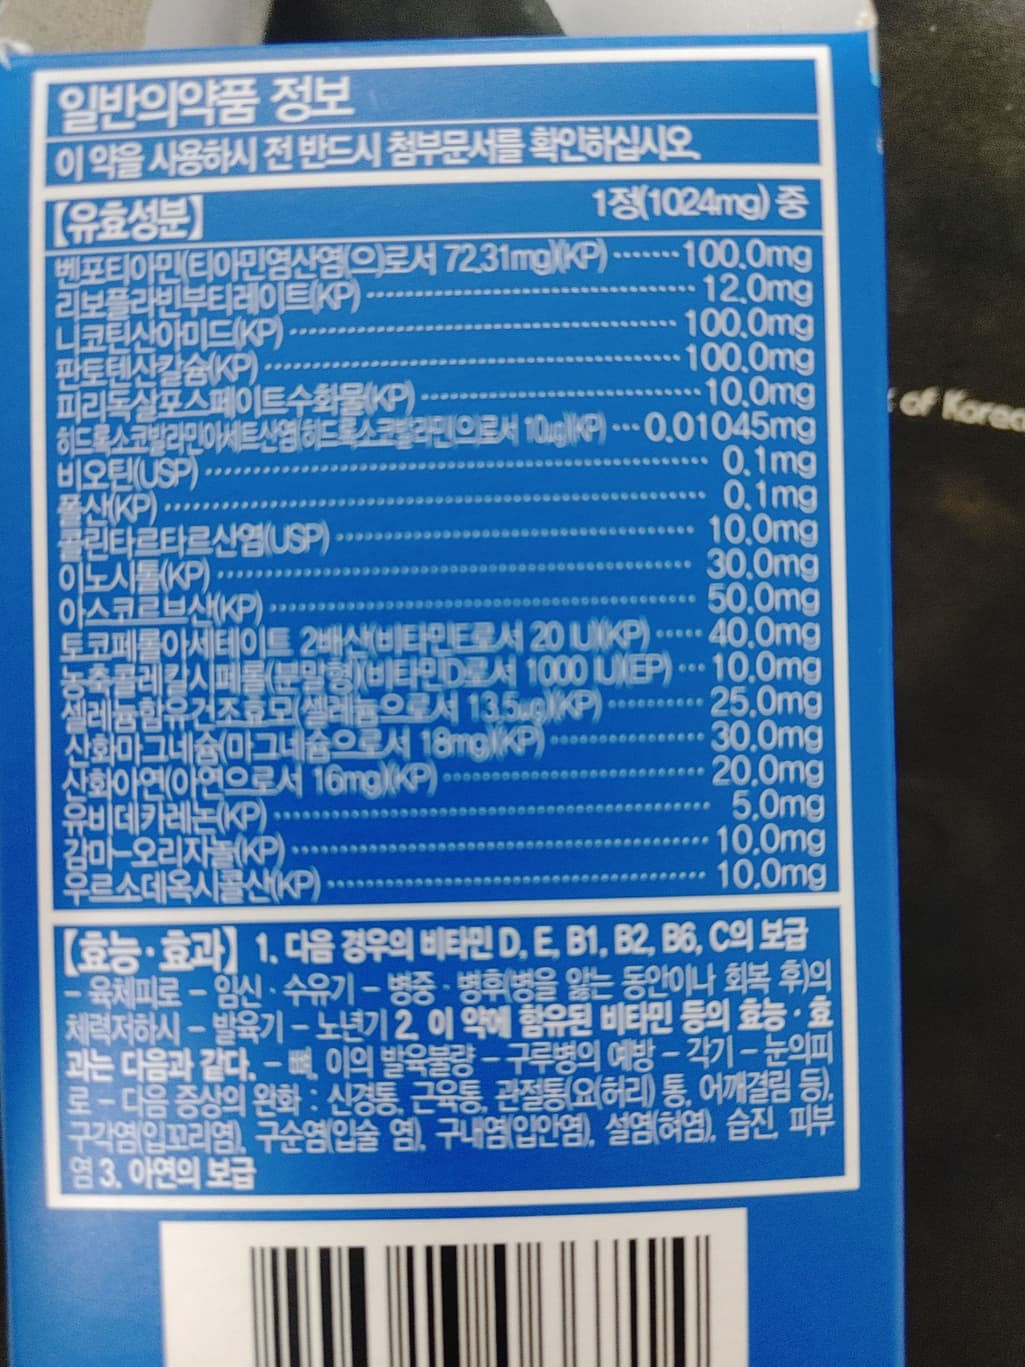 일반의약품 정보
이 약을 사용하시 전 반드시 첨부문서를 확인하십시오.
【유효성분】 1정(1024mg) 중
벤포티아민(티아민염산염(으)로서 72.31mg)(KP) ······· 100.0mg
리보플라빈부티레이트(KP) ······· 12.0mg
니코틴산아미드(KP) ······· 100.0mg
판토텐산칼슘(KP) ······· 100.0mg
피리독살포스페이트수화물(KP) ······· 10.0mg
히드록소코발라민아세트산염(히드록소코발라민으로서 10㎍)(KP) ··· 0.01045mg
비오틴(USP) ······· 0.1mg
폴산(KP) ······· 0.1mg
콜린타르타르산염(USP) ······· 10.0mg
이노시톨(KP) ······· 30.0mg
아스코르브산(KP) ······· 50.0mg
토코페롤아세테이트 2배산(비타민E로서 20 IU)(KP) ····· 40.0mg
농축콜레칼시페롤(분말형)(비타민D로서 1000 IU)(EP) ··· 10.0mg
셀레늄함유건조효모(셀레늄으로서 13.5㎍)(KP) ······· 25.0mg
산화마그네슘(마그네슘으로서 18mg)(KP) ······· 30.0mg
산화아연(아연으로서 16mg)(KP) ······· 20.0mg
유비데카레논(KP) ······· 5.0mg
감마-오리자놀(KP) ······· 10.0mg
우르소데옥시콜산(KP) ······· 10.0mg
【효능·효과】 1. 다음 경우의 비타민 D, E, B1, B2, B6, C의 보급
- 육체피로 - 임신·수유기 - 병중·병후(병을 앓는 동안이나 회복 후)의
체력저하시 - 발육기 - 노년기 2. 이 약에 함유된 비타민 등의 효능·효
과는 다음과 같다. - 뼈, 이의 발육불량 - 구루병의 예방 - 각기 - 눈의피
로 - 다음 증상의 완화 : 신경통, 근육통, 관절통(요(허리) 통, 어깨결림 등),
구각염(입꼬리염), 구순염(입술 염), 구내염(입안염), 설염(혀염), 습진, 피부
염 3. 아연의 보급
of Korea